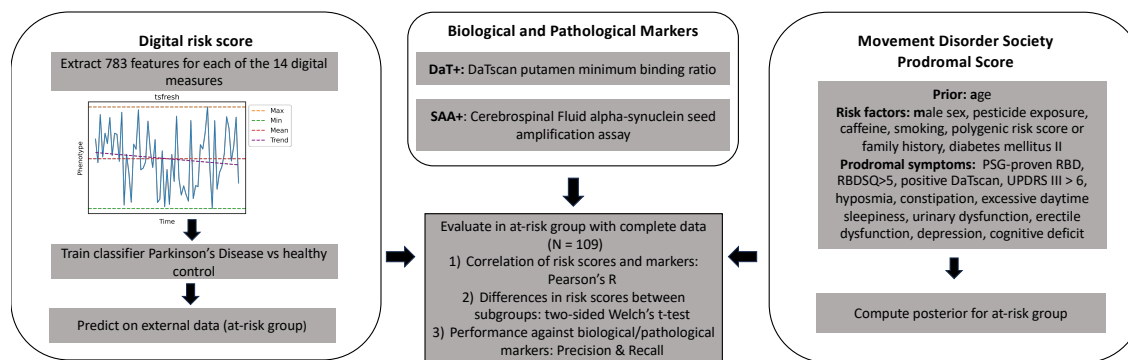 Digital risk score
Extract 783 features for each of the 14 digital
measures
tsfresh
Max
Min
Mean
Trend
Phenotype
Time
Train classifier Parkinson's Disease vs healthy
control
Predict on external data (at-risk group)
Biological and Pathological Markers
DaT+: DaTscan putamen minimum binding ratio
SAA+: Cerebrospinal Fluid alpha-synuclein seed
amplification assay
Evaluate in at-risk group with complete data
(N = 109)
1) Correlation of risk scores and markers:
Pearson's R
2) Differences in risk scores between
subgroups: two-sided Welch's t-test
3) Performance against biological/pathological
markers: Precision & Recall
Movement Disorder Society
Prodromal Score
Prior: age
Risk factors: male sex, pesticide exposure,
caffeine, smoking, polygenic risk score or
family history, diabetes mellitus II
Prodromal symptoms: PSG-proven RBD,
RBDSQ>5, positive DaTscan, UPDRS III > 6,
hyposmia, constipation, excessive daytime
sleepiness, urinary dysfunction, erectile
dysfunction, depression, cognitive deficit
Compute posterior for at-risk group